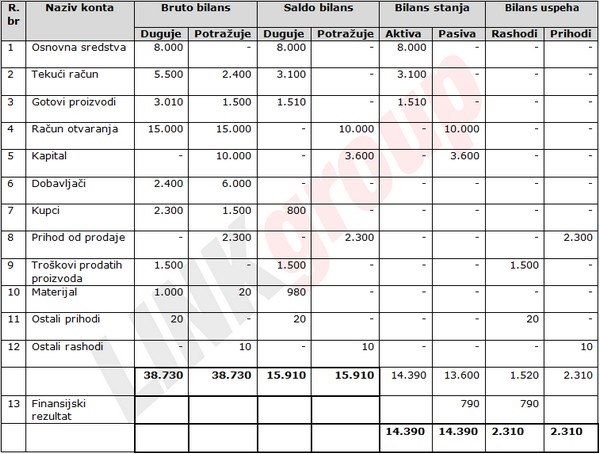 R. br Naziv konta Bruto bilans Saldo bilans Bilans stanja Bilans uspeha
Duguje Potražuje Duguje Potražuje Aktiva Pasiva Rashodi Prihodi
1 Osnovna sredstva 8.000 - 8.000 - 8.000 - - -
2 Tekući račun 5.500 2.400 3.100 - 3.100 - - -
3 Gotovi proizvodi 3.010 1.500 1.510 - 1.510 - - -
4 Račun otvaranja 15.000 15.000 - 10.000 - 10.000 - -
5 Kapital - 10.000 - 3.600 - 3.600 - -
6 Dobavljači 2.400 6.000 - - - - - -
7 Kupci 2.300 1.500 800 - - - - -
8 Prihod od prodaje - 2.300 - 2.300 - - - 2.300
9 Troškovi prodatih proizvoda 1.500 - 1.500 - - - 1.500 -
10 Materijal 1.000 20 980 - - - - -
11 Ostali prihodi 20 - 20 - - - 20 -
12 Ostali rashodi - 10 - 10 - - - 10
38.730 38.730 15.910 15.910 14.390 13.600 1.520 2.310
13 Finansijski rezultat 790 790
14.390 14.390 2.310 2.310
LINKgroup